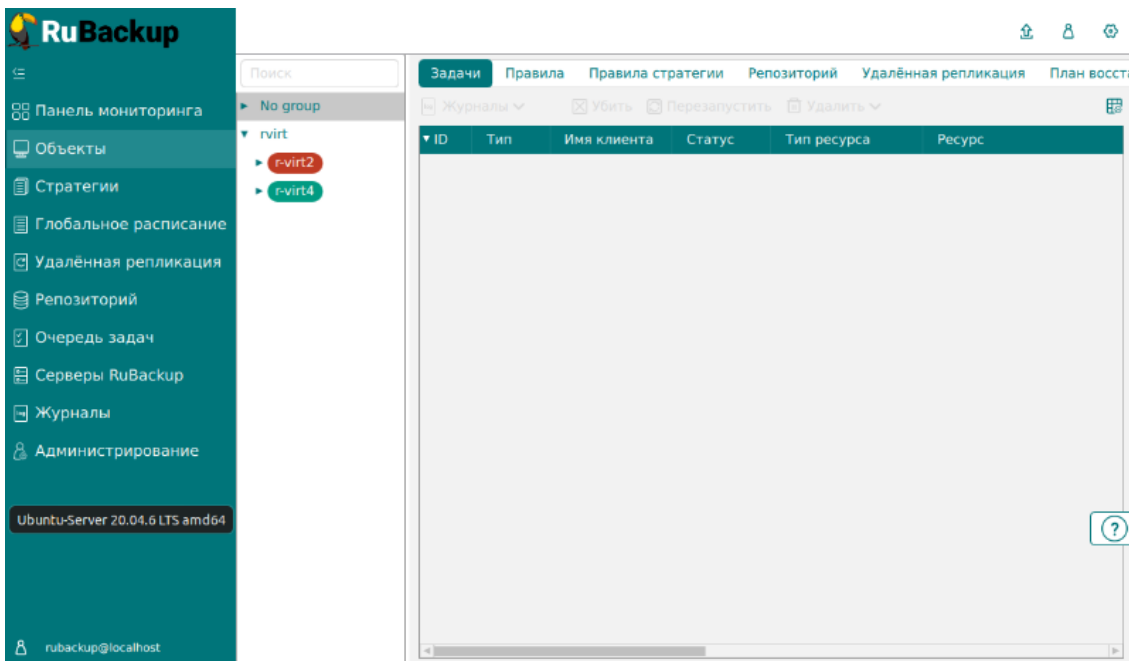 RuBackup
Панель мониторинга
Объекты
Стратегии
Глобальное расписание
Удалённая репликация
Репозиторий
Очередь задач
Серверы RuBackup
Журналы
Администрирование
Ubuntu-Server 20.04.6 LTS amd64
rubackup@localhost
Поиск
No group
rvirt
r-virt2
r-virt4
Задачи Правила Правила стратегии Репозиторий Удалённая репликация План восст
Журналы Убить Перезапустить Удалить
ID Тип Имя клиента Статус Тип ресурса Ресурс
?